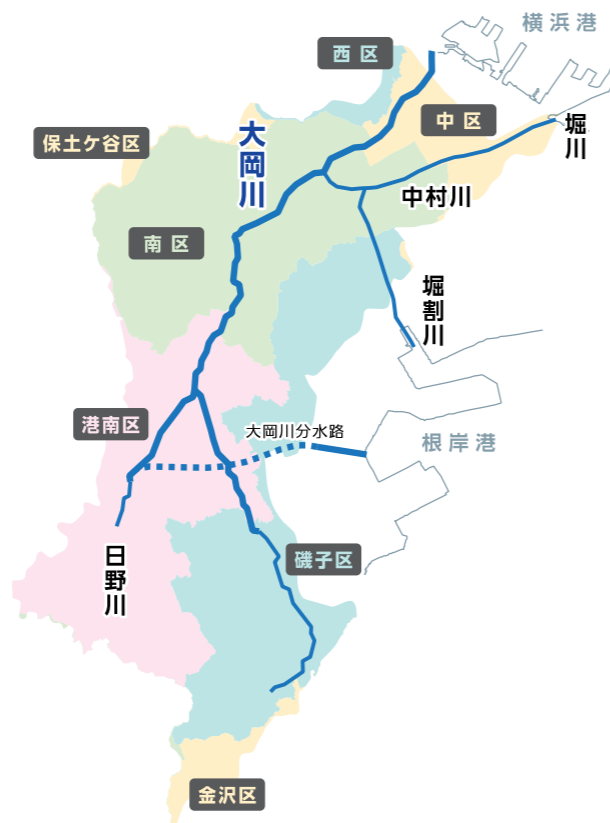 横浜港
西区
中区
堀川
保土ケ谷区
大岡川
中村川
南区
堀割川
港南区
大岡川分水路
根岸港
磯子区
日野川
金沢区